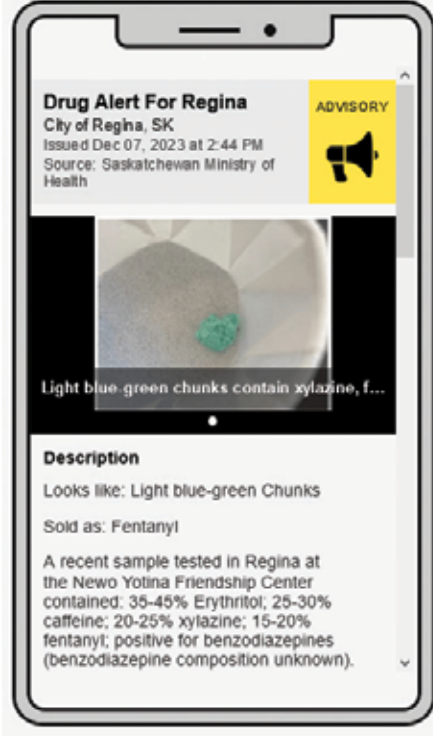 Drug Alert For Regina
City of Regina, SK
Issued Dec 07, 2023 at 2:44 PM
Source: Saskatchewan Ministry of
Health
ADVISORY
Light blue-green chunks contain xylazine, f...
Description
Looks like: Light blue-green Chunks
Sold as: Fentanyl
A recent sample tested in Regina at
the Newo Yotina Friendship Center
contained: 35-45% Erythritol; 25-30%
caffeine; 20-25% xylazine; 15-20%
fentanyl; positive for benzodiazepines
(benzodiazepine composition unknown).